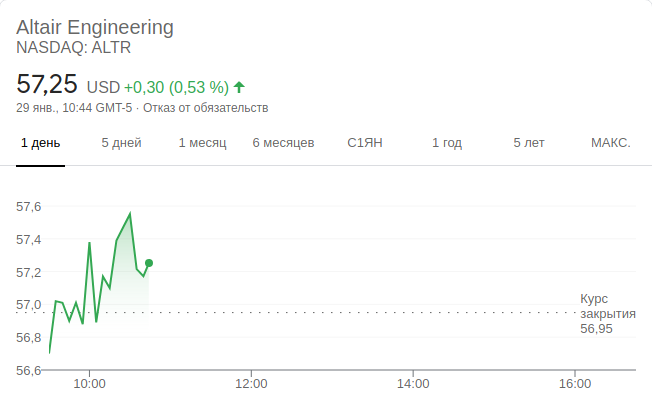 Altair Engineering
NASDAQ: ALTR
57,25 USD +0,30 (0,53 %)
29 янв., 10:44 GMT-5 · Отказ от обязательств
1 день 5 дней 1 месяц 6 месяцев С1ЯН 1 год 5 лет МАКС.
57,6
57,4
57,2
57,0
56,8
56,6
Курс
закрытия
56,95
10:00 12:00 14:00 16:00